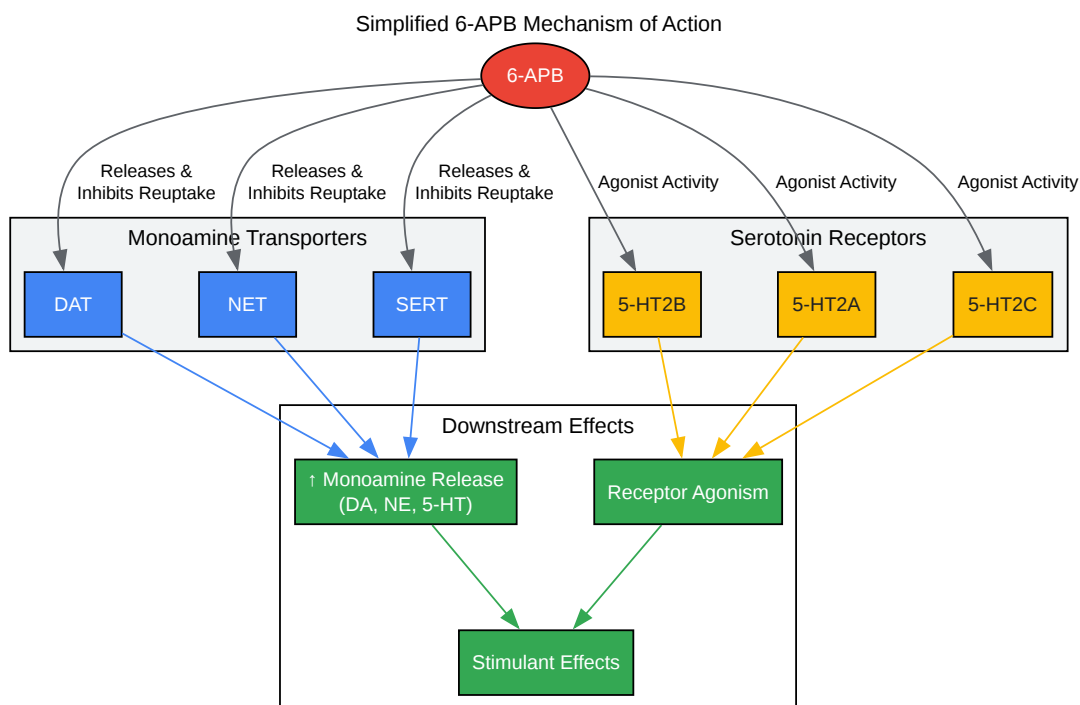 Simplified 6-APB Mechanism of Action
6-APB
Releases &
Inhibits Reuptake
Releases &
Inhibits Reuptake
Releases &
Inhibits Reuptake
Agonist Activity
Agonist Activity
Agonist Activity
Monoamine Transporters
Serotonin Receptors
DAT
NET
SERT
5-HT2B
5-HT2A
5-HT2C
Downstream Effects
↑ Monoamine Release
(DA, NE, 5-HT)
Receptor Agonism
Stimulant Effects